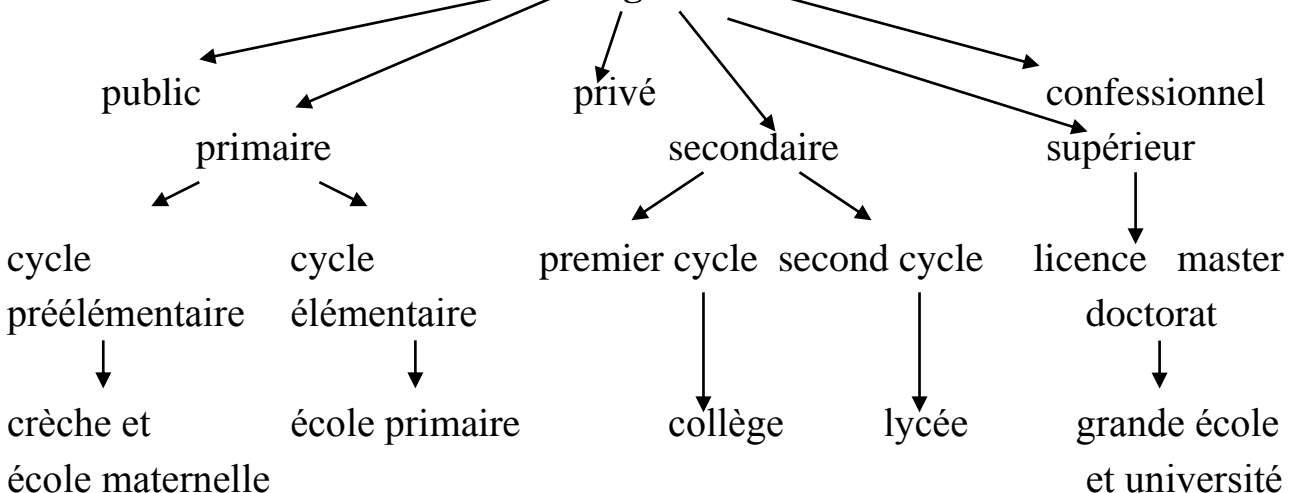 public privé confessionnel
primaire secondaire supérieur
cycle cycle premier cycle second cycle licence master
préélémentaire élémentaire doctorat
crèche et école primaire collège lycée grande école
école maternelle et université